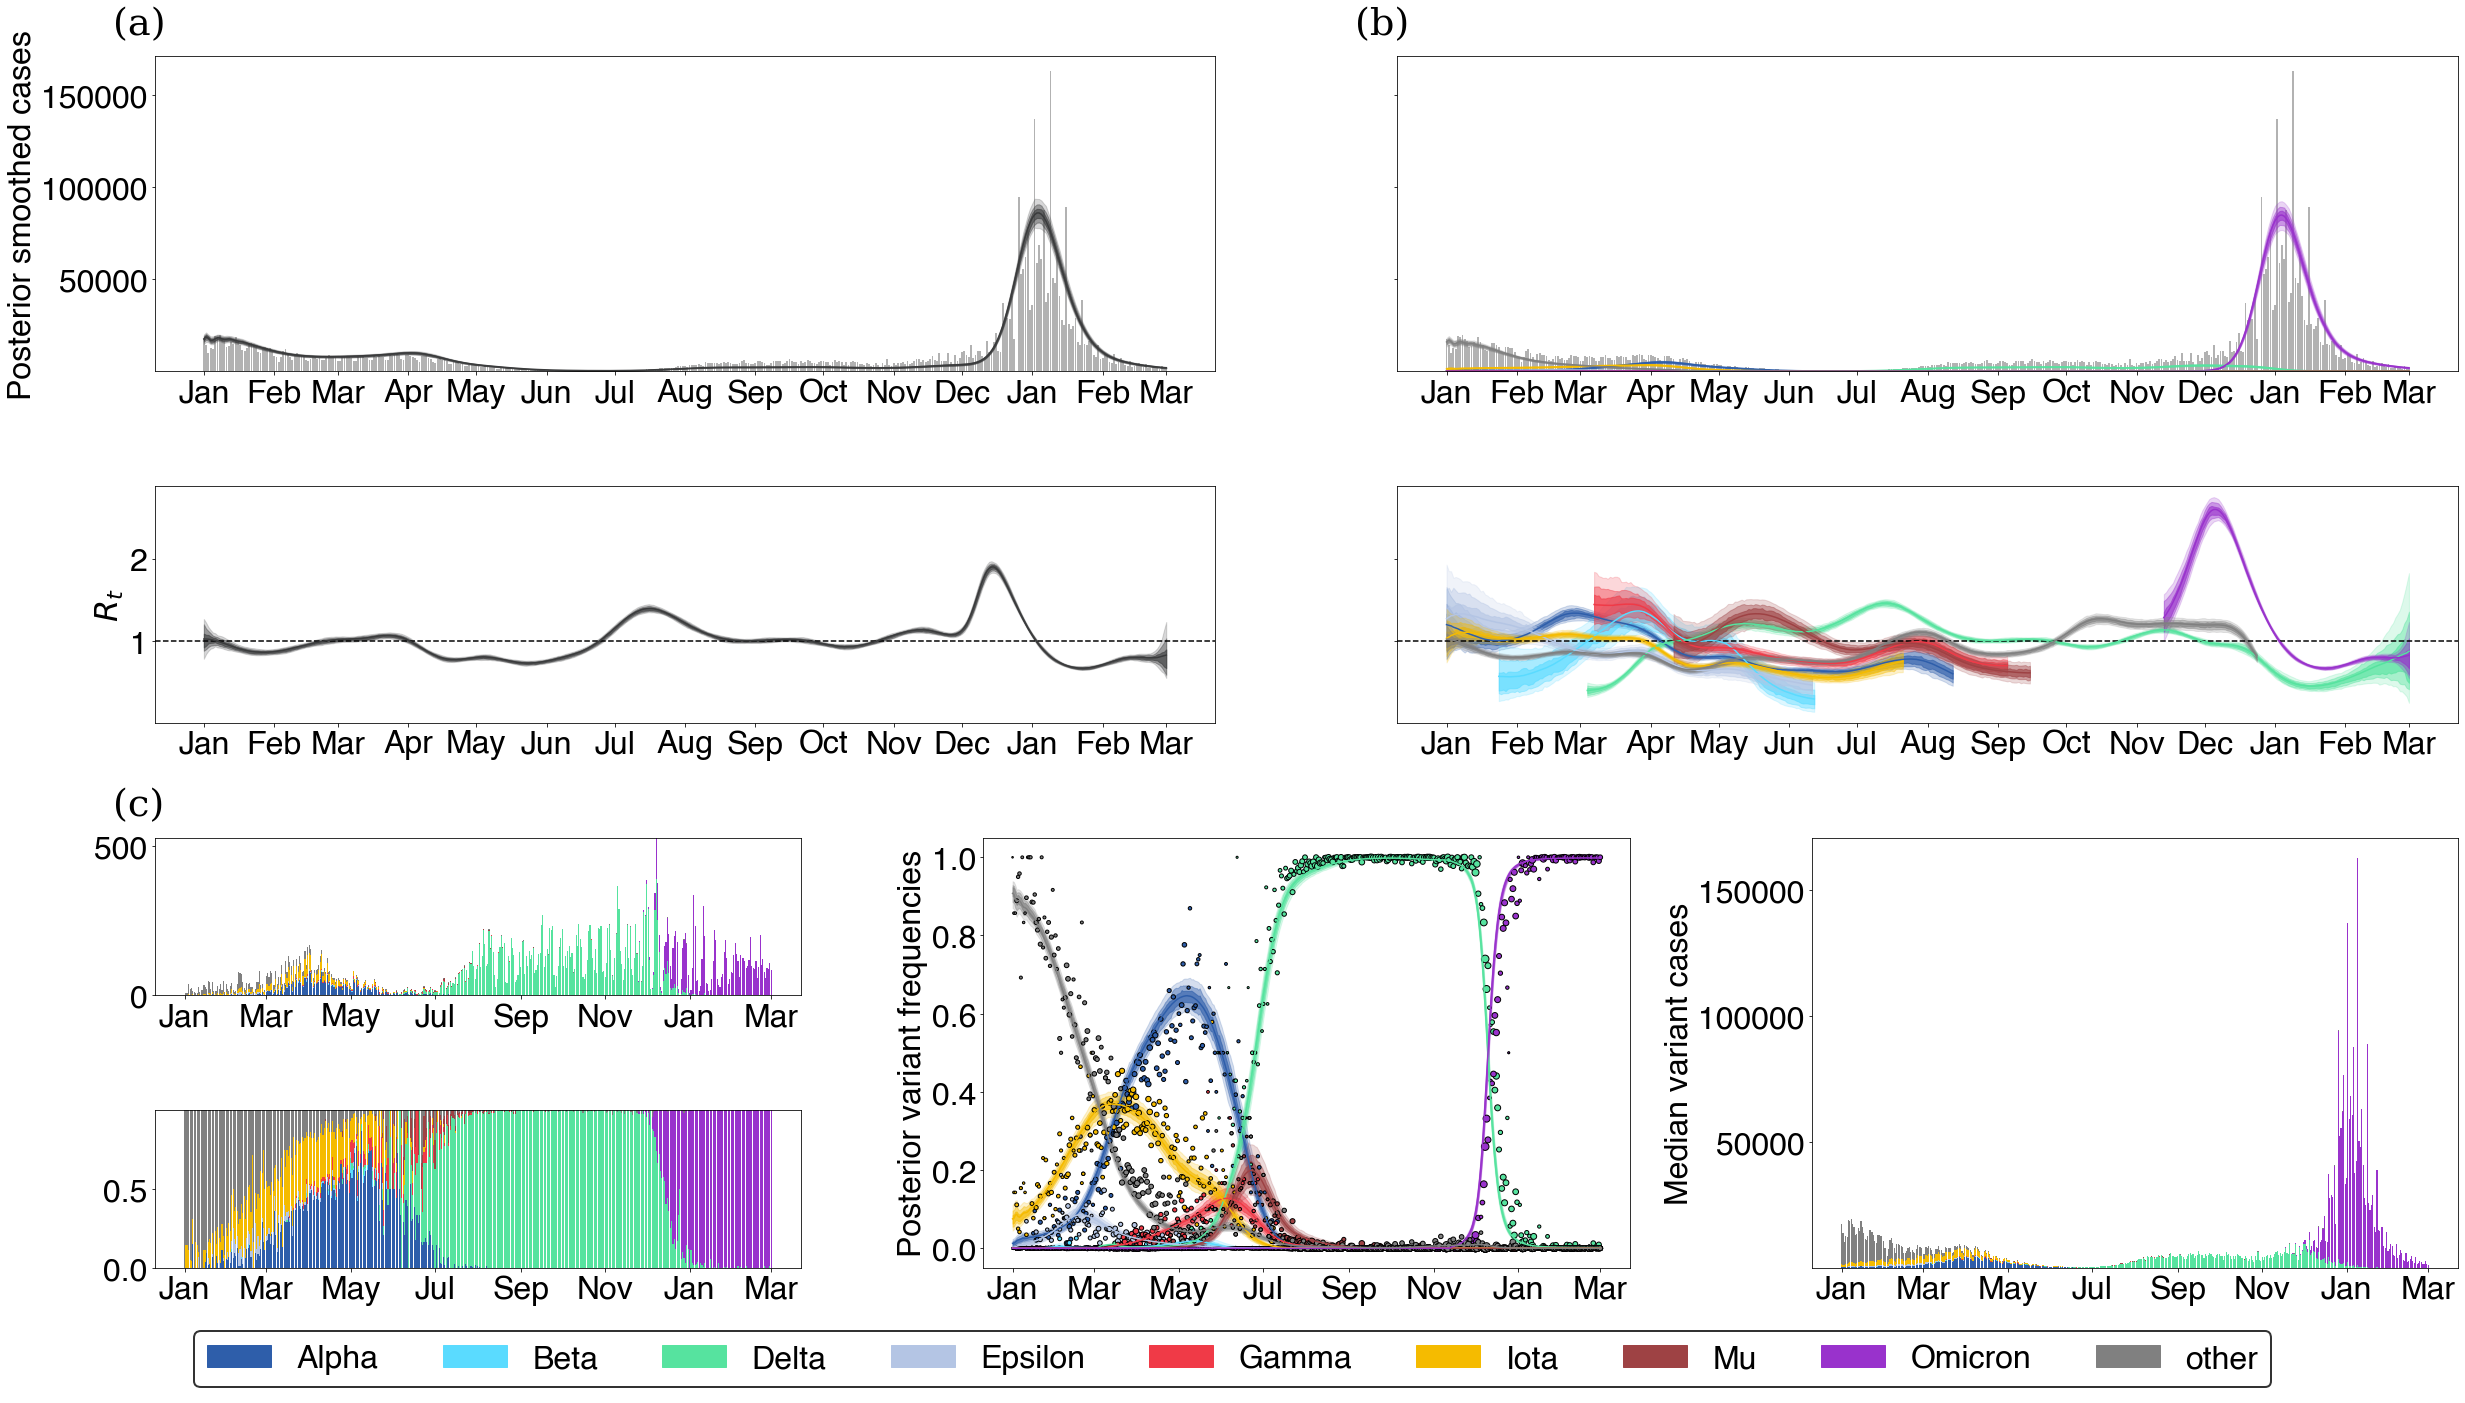 (a)
(b)
Posterior smoothed cases
150000
100000
50000
Jan Feb Mar Apr May Jun Jul Aug Sep Oct Nov Dec Jan Feb Mar
Jan Feb Mar Apr May Jun Jul Aug Sep Oct Nov Dec Jan Feb Mar
R_t
2
1
Jan Feb Mar Apr May Jun Jul Aug Sep Oct Nov Dec Jan Feb Mar
Jan Feb Mar Apr May Jun Jul Aug Sep Oct Nov Dec Jan Feb Mar
(c)
500
0
Jan Mar May Jul Sep Nov Jan Mar
0.5
0.0
Jan Mar May Jul Sep Nov Jan Mar
Posterior variant frequencies
1.0
0.8
0.6
0.4
0.2
0.0
Jan Mar May Jul Sep Nov Jan Mar
Median variant cases
150000
100000
50000
Jan Mar May Jul Sep Nov Jan Mar
Alpha Beta Delta Epsilon Gamma Iota Mu Omicron other